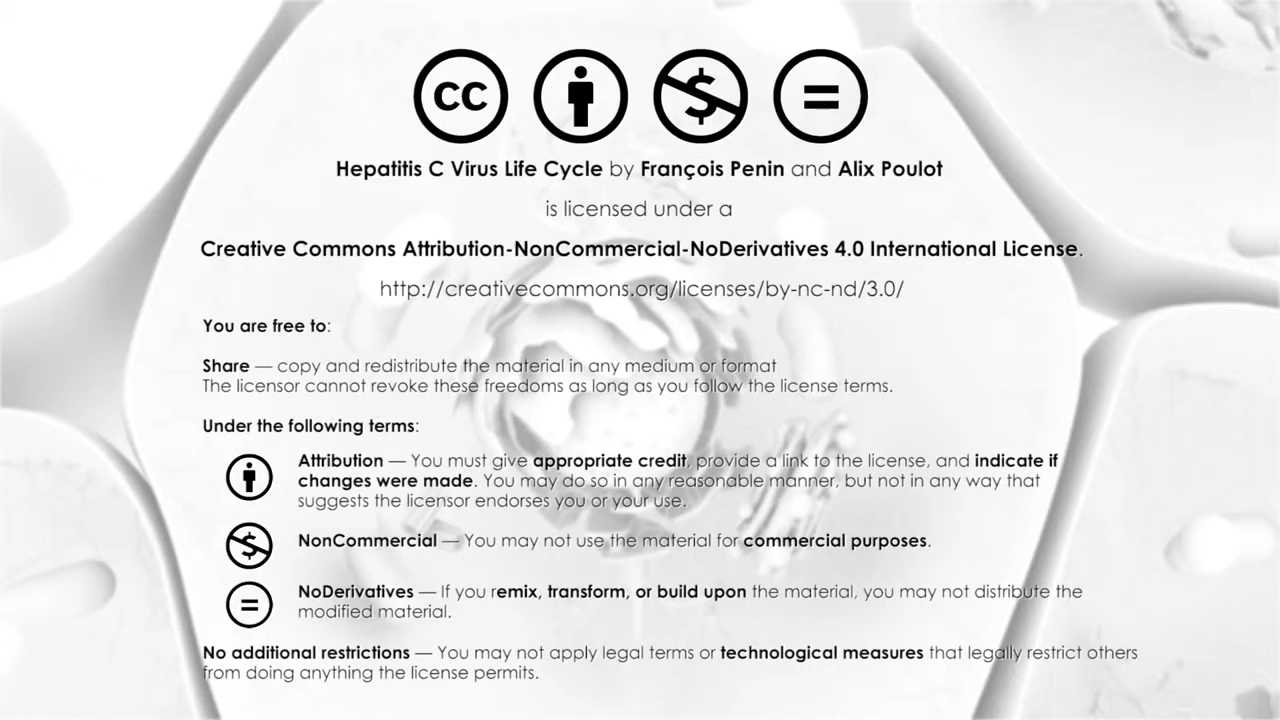 cc $ =
Hepatitis C Virus Life Cycle by François Penin and Alix Poulot
is licensed under a
Creative Commons Attribution-NonCommercial-NoDerivatives 4.0 International License.
http://creativecommons.org/licenses/by-nc-nd/3.0/
You are free to:
Share — copy and redistribute the material in any medium or format
The licensor cannot revoke these freedoms as long as you follow the license terms.
Under the following terms:
Attribution — You must give appropriate credit, provide a link to the license, and indicate if
changes were made. You may do so in any reasonable manner, but not in any way that
suggests the licensor endorses you or your use.
$ NonCommercial — You may not use the material for commercial purposes.
= NoDerivatives — If you remix, transform, or build upon the material, you may not distribute the
modified material.
No additional restrictions — You may not apply legal terms or technological measures that legally restrict others
from doing anything the license permits.